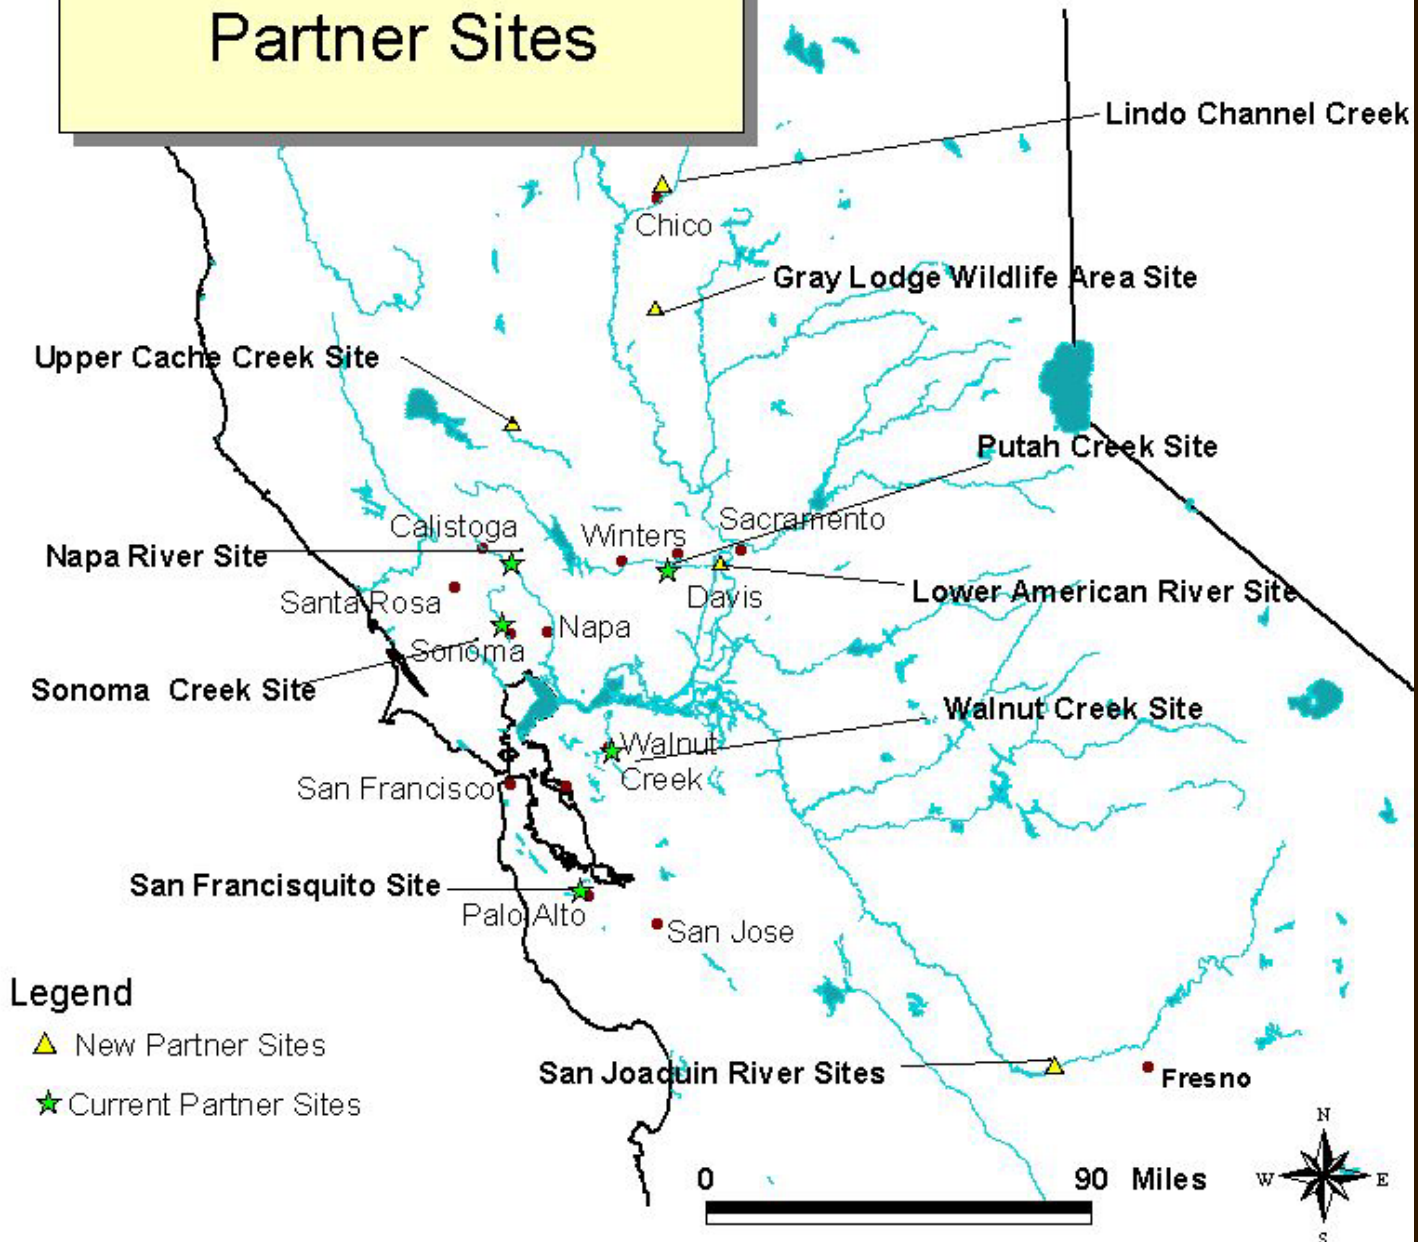 Partner Sites
Lindo Channel Creek
Chico
Gray Lodge Wildlife Area Site
Upper Cache Creek Site
Putah Creek Site
Calistoga
Winters
Sacramento
Napa River Site
Santa Rosa
Davis
Lower American River Site
Napa
Sonoma
Sonoma Creek Site
Walnut Creek Site
Walnut
Creek
San Francisco
San Francisquito Site
Palo Alto
San Jose
Legend
New Partner Sites
Current Partner Sites
San Joaquin River Sites
Fresno
N
W
E
S
0
90 Miles